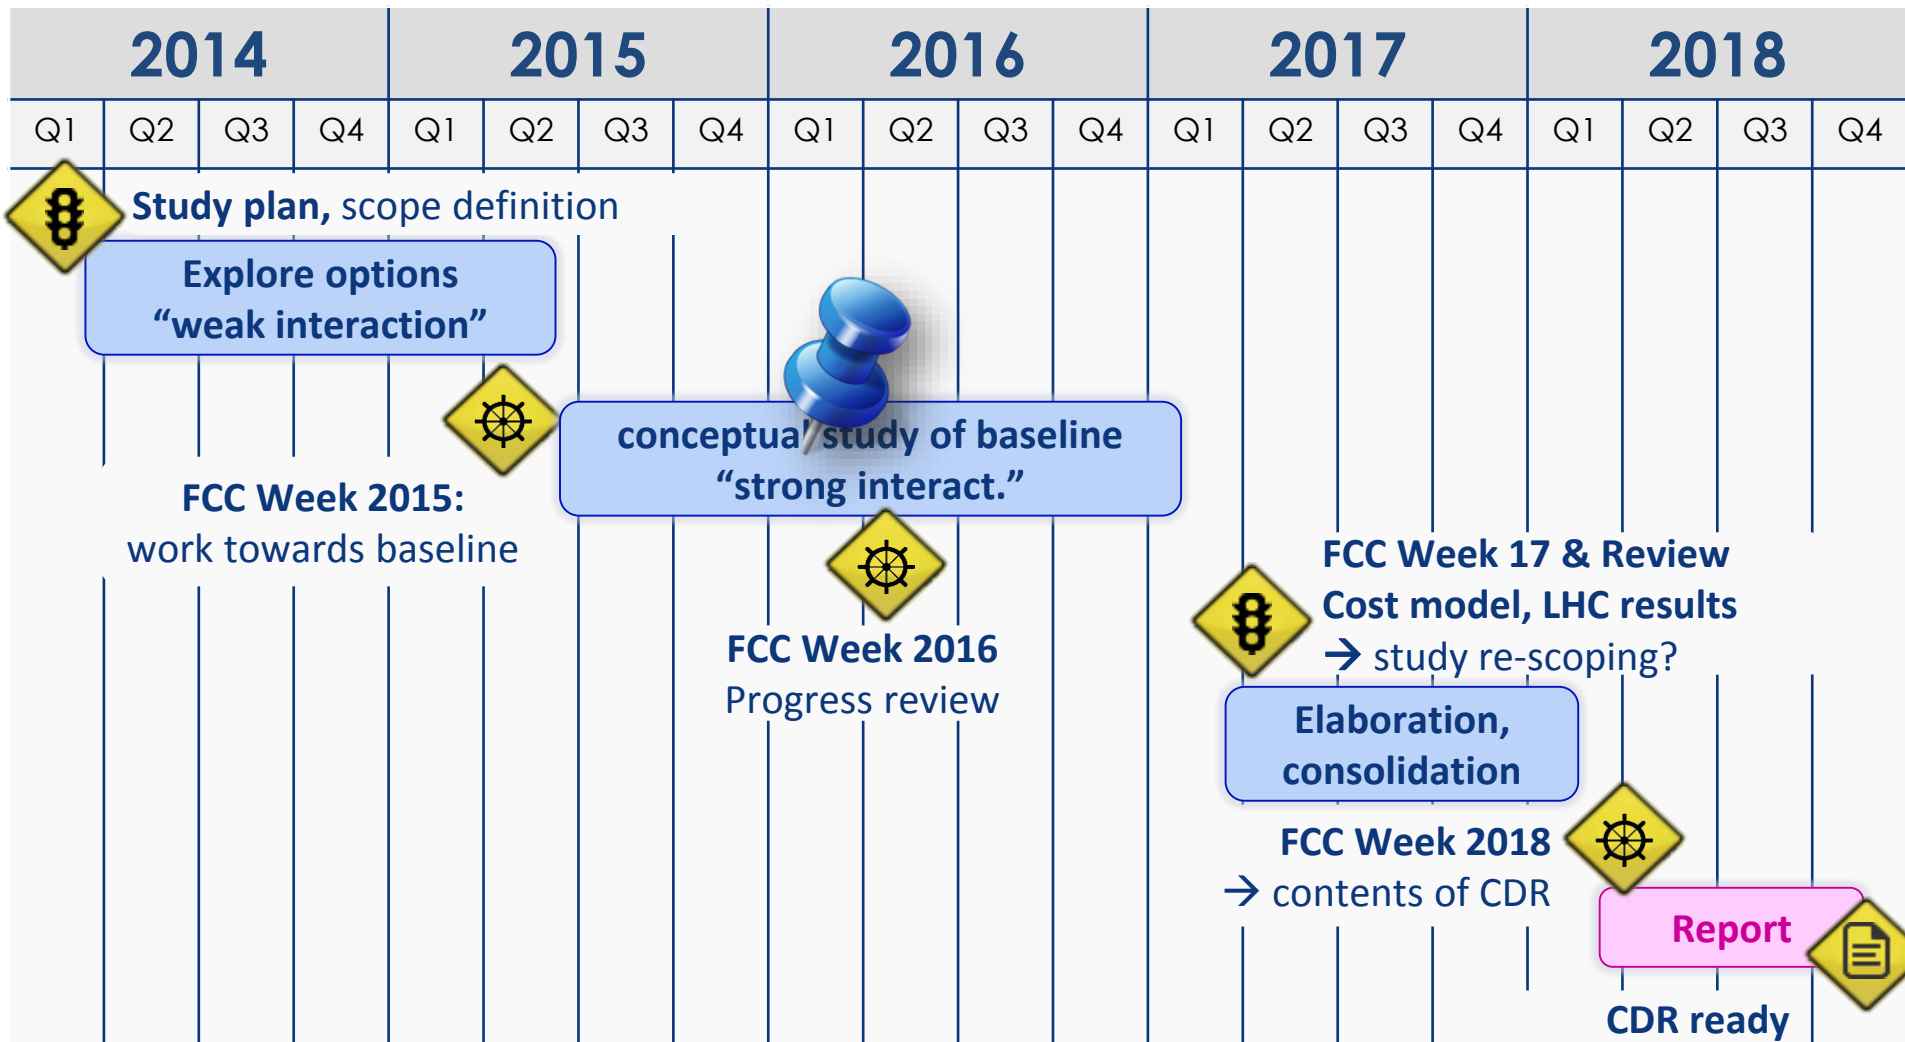 2014 2015 2016 2017 2018
Q1 Q2 Q3 Q4 Q1 Q2 Q3 Q4 Q1 Q2 Q3 Q4 Q1 Q2 Q3 Q4 Q1 Q2 Q3 Q4
Study plan, scope definition
Explore options
“weak interaction”
conceptual study of baseline
“strong interact.”
FCC Week 2015:
work towards baseline
FCC Week 17 & Review
Cost model, LHC results
→ study re-scoping?
FCC Week 2016
Progress review
Elaboration,
consolidation
FCC Week 2018
→ contents of CDR
Report
CDR ready